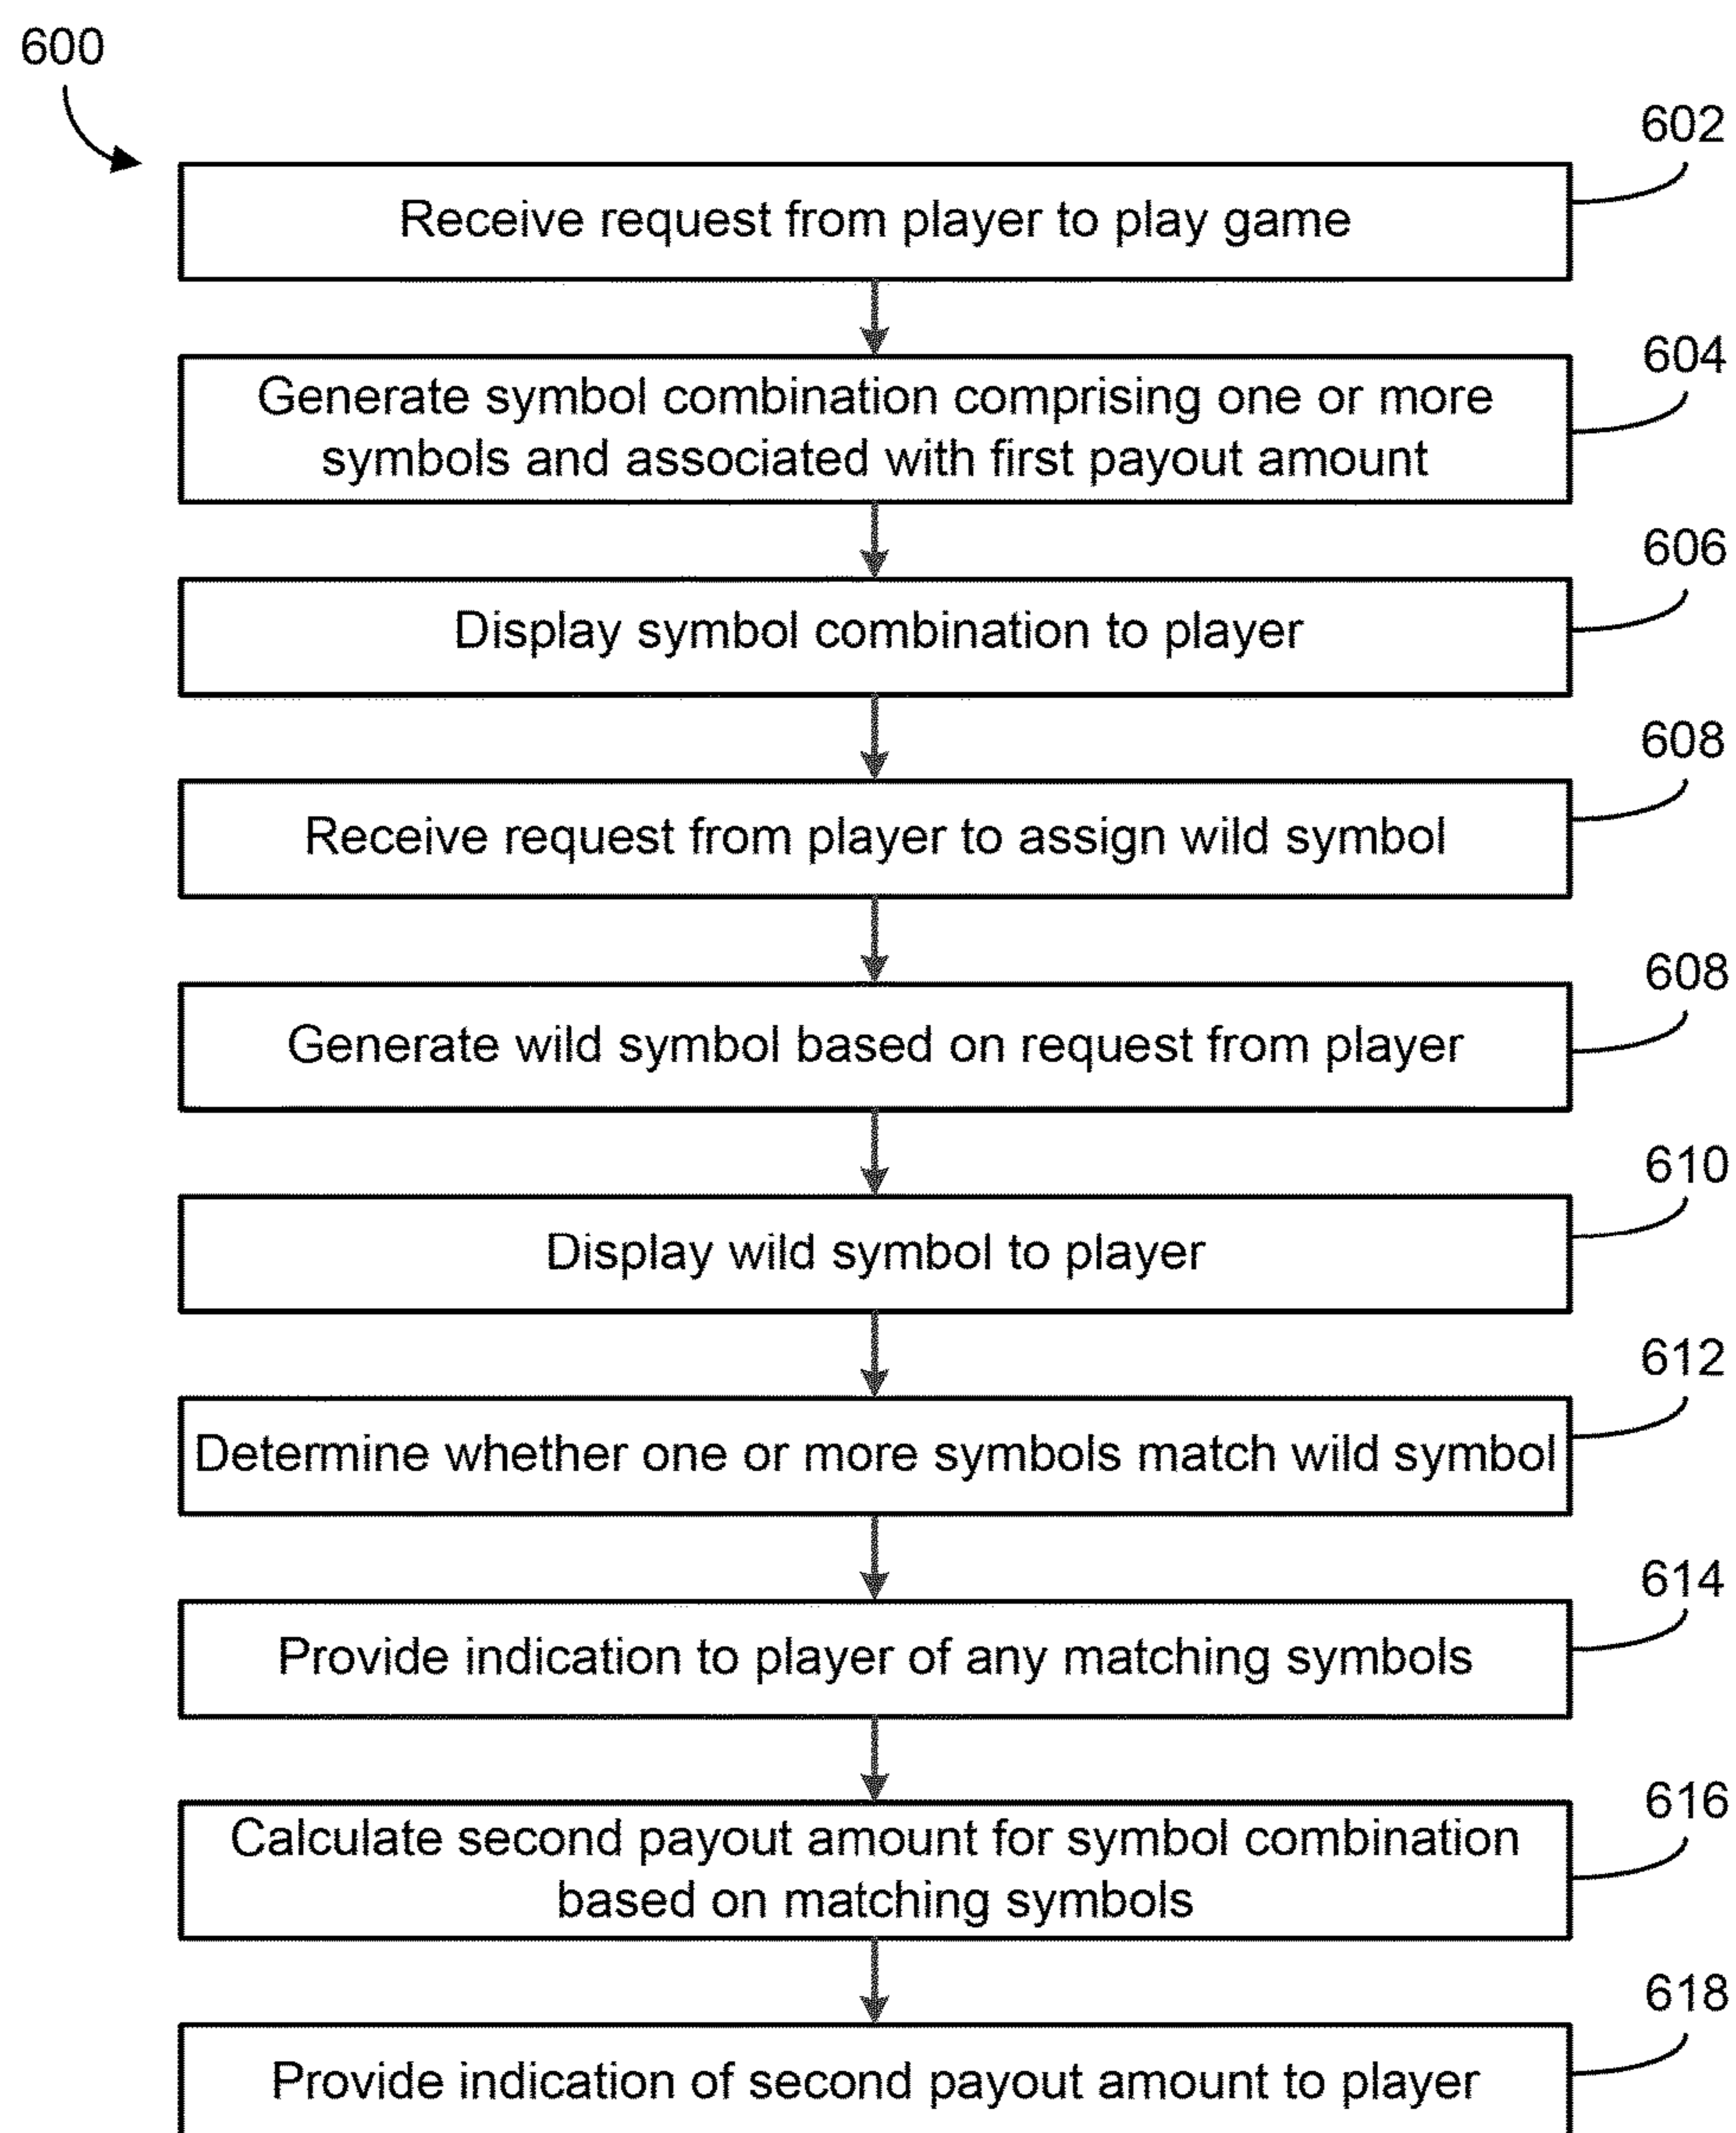 600
602
Receive request from player to play game
604
Generate symbol combination comprising one or more
symbols and associated with first payout amount
606
Display symbol combination to player
608
Receive request from player to assign wild symbol
608
Generate wild symbol based on request from player
610
Display wild symbol to player
612
Determine whether one or more symbols match wild symbol
614
Provide indication to player of any matching symbols
616
Calculate second payout amount for symbol combination
based on matching symbols
618
Provide indication of second payout amount to player